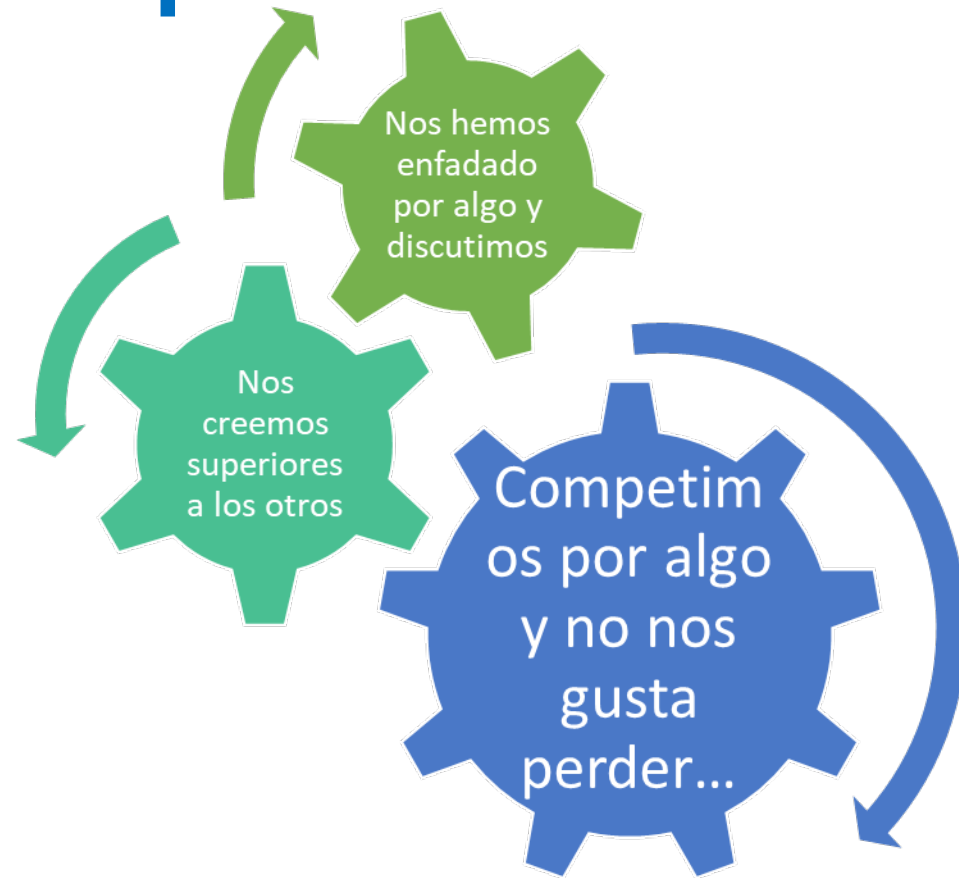 Nos hemos
enfadado
por algo y
discutimos
Nos
creemos
superiores
a los otros
Competim
os por algo
y no nos
gusta
perder...